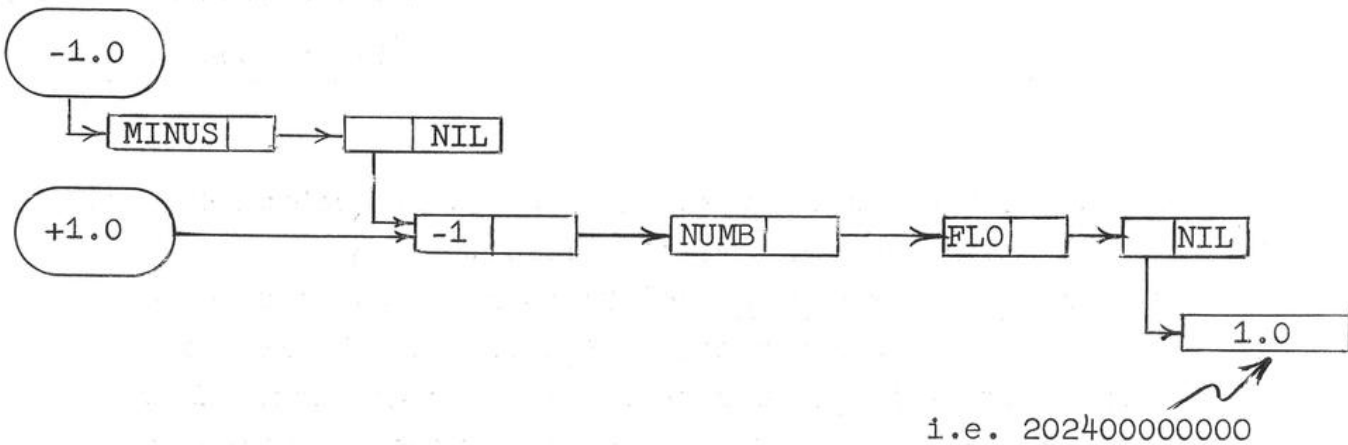 -1.0
MINUS NIL
+1.0 -1 NUMB FLO NIL
1.0
i.e. 202400000000